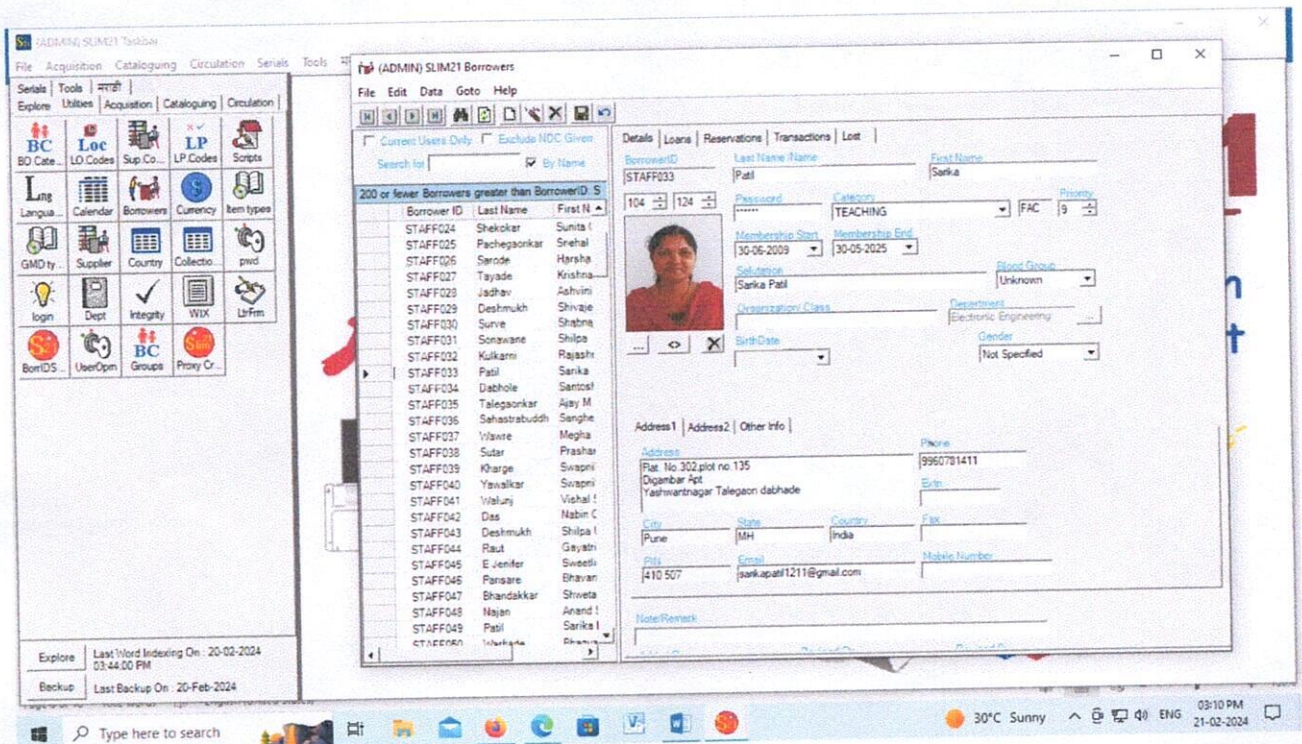 (ADMIN) SLIM21 Taskbar
File Acquisition Cataloguing Circulation Serials Tools
Serials Tools मराठी
Explore Utilities Acquisition Cataloguing Circulation
BC Loc LP
BO Cate... LO.Codes Sup.Co... LP.Codes Scripts
Lng
Langua... Calendar Borrowers Currency Item types
GMD ty... Supplier Country Collectio... pwd
login Dept Integrity WIX LtrFrm
BC
BorrIDS... UserOprn Groups Proxy Cr...
Explore Last Word Indexing On : 20-02-2024
03:44:00 PM
Backup Last Backup On : 20-Feb-2024
(ADMIN) SLIM21 Borrowers
File Edit Data Goto Help
Current Users Only Exclude NDC Given
Search for By Name
200 or fewer Borrowers greater than BorrowerID S
Borrower ID Last Name First N
STAFF024 Shekokar Sunita (
STAFF025 Pachegaonkar Snehal
STAFF026 Sarode Harsha
STAFF027 Tayade Krishna
STAFF028 Jadhav Ashvini
STAFF029 Deshmukh Shivaje
STAFF030 Surve Shabna
STAFF031 Sonawane Shilpa
STAFF032 Kulkarni Rajashr
STAFF033 Patil Sarika
STAFF034 Dabhole Santosh
STAFF035 Talegaonkar Ajay M
STAFF036 Sahastrabuddh Sanghe
STAFF037 Wawre Megha
STAFF038 Sutar Prashar
STAFF039 Kharge Swapni
STAFF040 Yawalkar Swapni
STAFF041 Walunj Vishal
STAFF042 Das Nabin C
STAFF043 Deshmukh Shilpa
STAFF044 Raut Gayatri
STAFF045 E Jenifer Sweetli
STAFF046 Pansare Bhavan
STAFF047 Bhandakkar Shweta
STAFF048 Najan Anand
STAFF049 Patil Sarika
Details Loans Reservations Transactions Lost
BorrowerID Last Name /Name First Name
STAFF033 Patil Sarika
104 124 Password Category Priority
****** TEACHING FAC 9
Membership Start Membership End
30-06-2009 30-05-2025
Salutation Blood Group
Sarika Patil Unknown
Organization/ Class Department
Electronic Engineering ...
... <> BirthDate Gender
Not Specified
Address1 Address2 Other Info
Address Phone
Flat. No.302,plot no.135 9960781411
Digambar Apt Extn
Yashwantnagar Talegaon dabhade
City State Country Fax
Pune MH India
PIN Email Mobile Number
410 507 sarikapatil1211@gmail.com
Note/Remark
Type here to search
30°C Sunny ENG 03:10 PM
21-02-2024